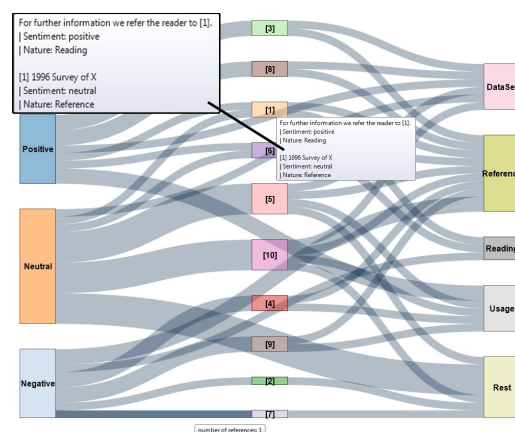 For further information we refer the reader to [1].
| Sentiment: positive
| Nature: Reading
[1] 1996 Survey of X
| Sentiment: neutral
| Nature: Reference
[3]
[8]
DataSe
[1]
For further information we refer the reader to [1].
| Sentiment: positive
| Nature: Reading
[1] 1996 Survey of X
| Sentiment: neutral
| Nature: Reference
Positive
[6]
Referenc
[5]
Reading
Neutral
[10]
Usage
[4]
[9]
Negative
[2]
Rest
[7]
number of references: 1